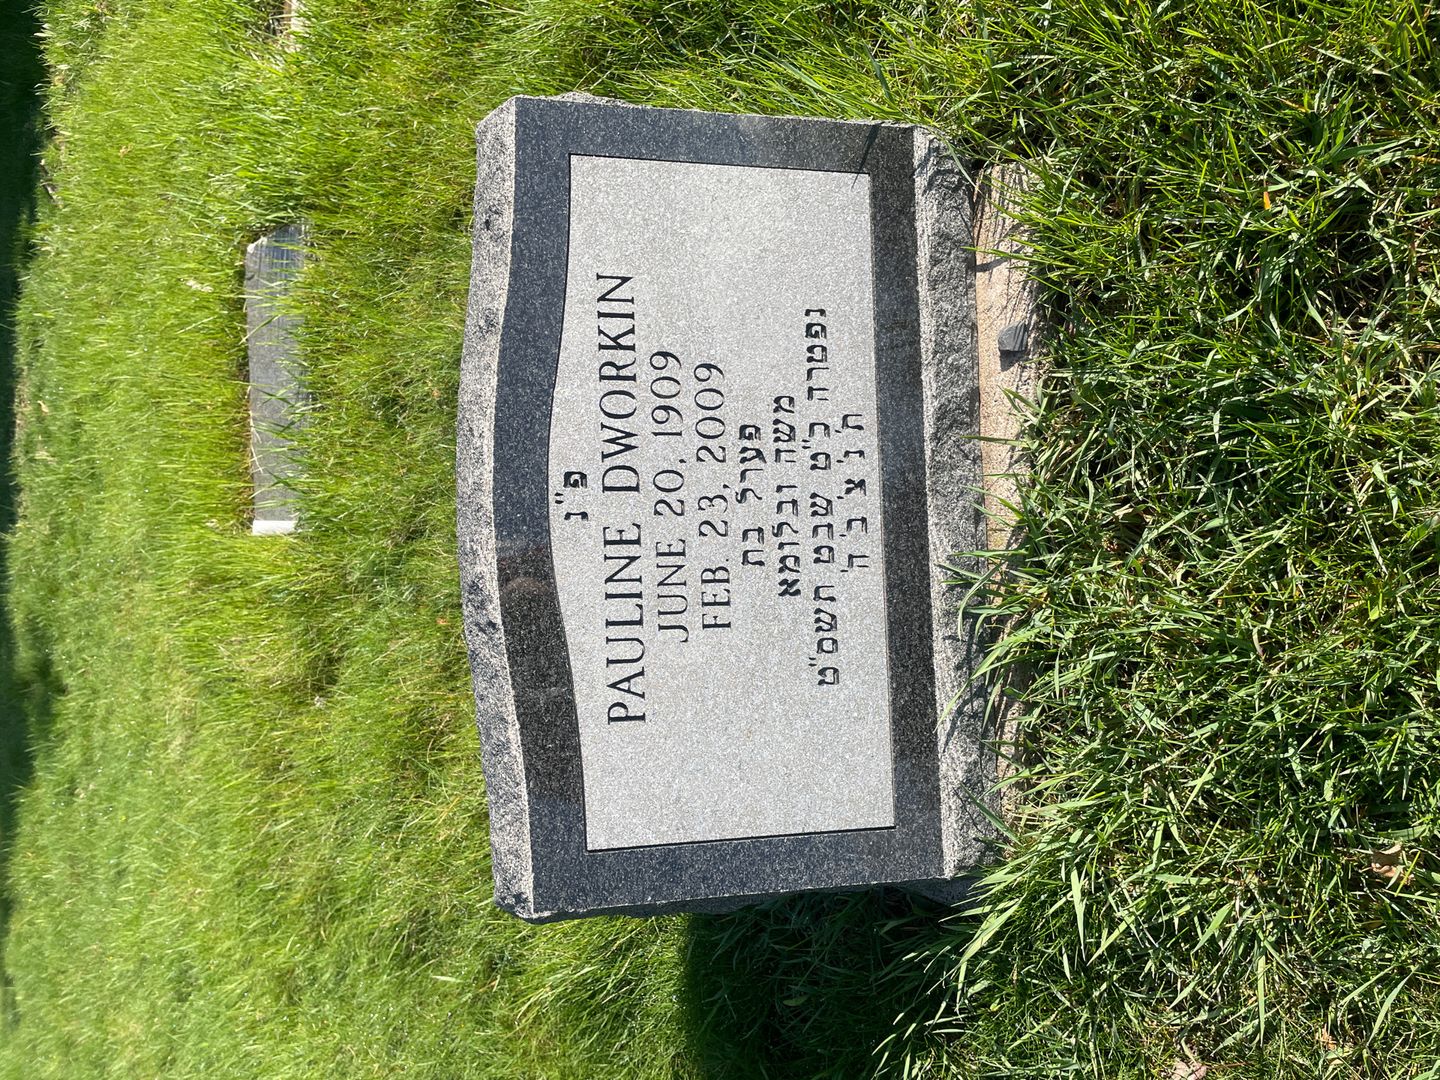 פ"נ
PAULINE DWORKIN
JUNE 20, 1909
FEB. 23, 2009
פערל בת
משה ובלומא
נפטרה כ"ט שבט תשס"ט
ת'נ'צ'ב'ה'